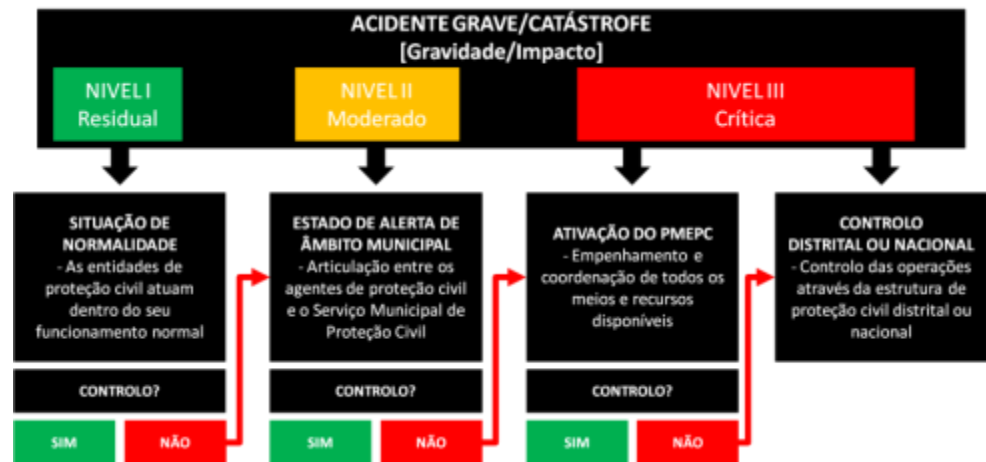 ACIDENTE GRAVE/CATÁSTROFE
[Gravidade/Impacto]
NIVEL I
Residual
NIVEL II
Moderado
NIVEL III
Crítica
SITUAÇÃO DE
NORMALIDADE
- As entidades de
proteção civil atuam
dentro do seu
funcionamento normal
CONTROLO?
SIM
NÃO
ESTADO DE ALERTA DE
ÂMBITO MUNICIPAL
- Articulação entre os
agentes de proteção civil
e o Serviço Municipal de
Proteção Civil
CONTROLO?
SIM
NÃO
ATIVAÇÃO DO PMEPC
- Empenhamento e
coordenação de todos os
meios e recursos
disponíveis
CONTROLO?
SIM
NÃO
CONTROLO
DISTRITAL OU NACIONAL
- Controlo das operações
através da estrutura de
proteção civil distrital ou
nacional